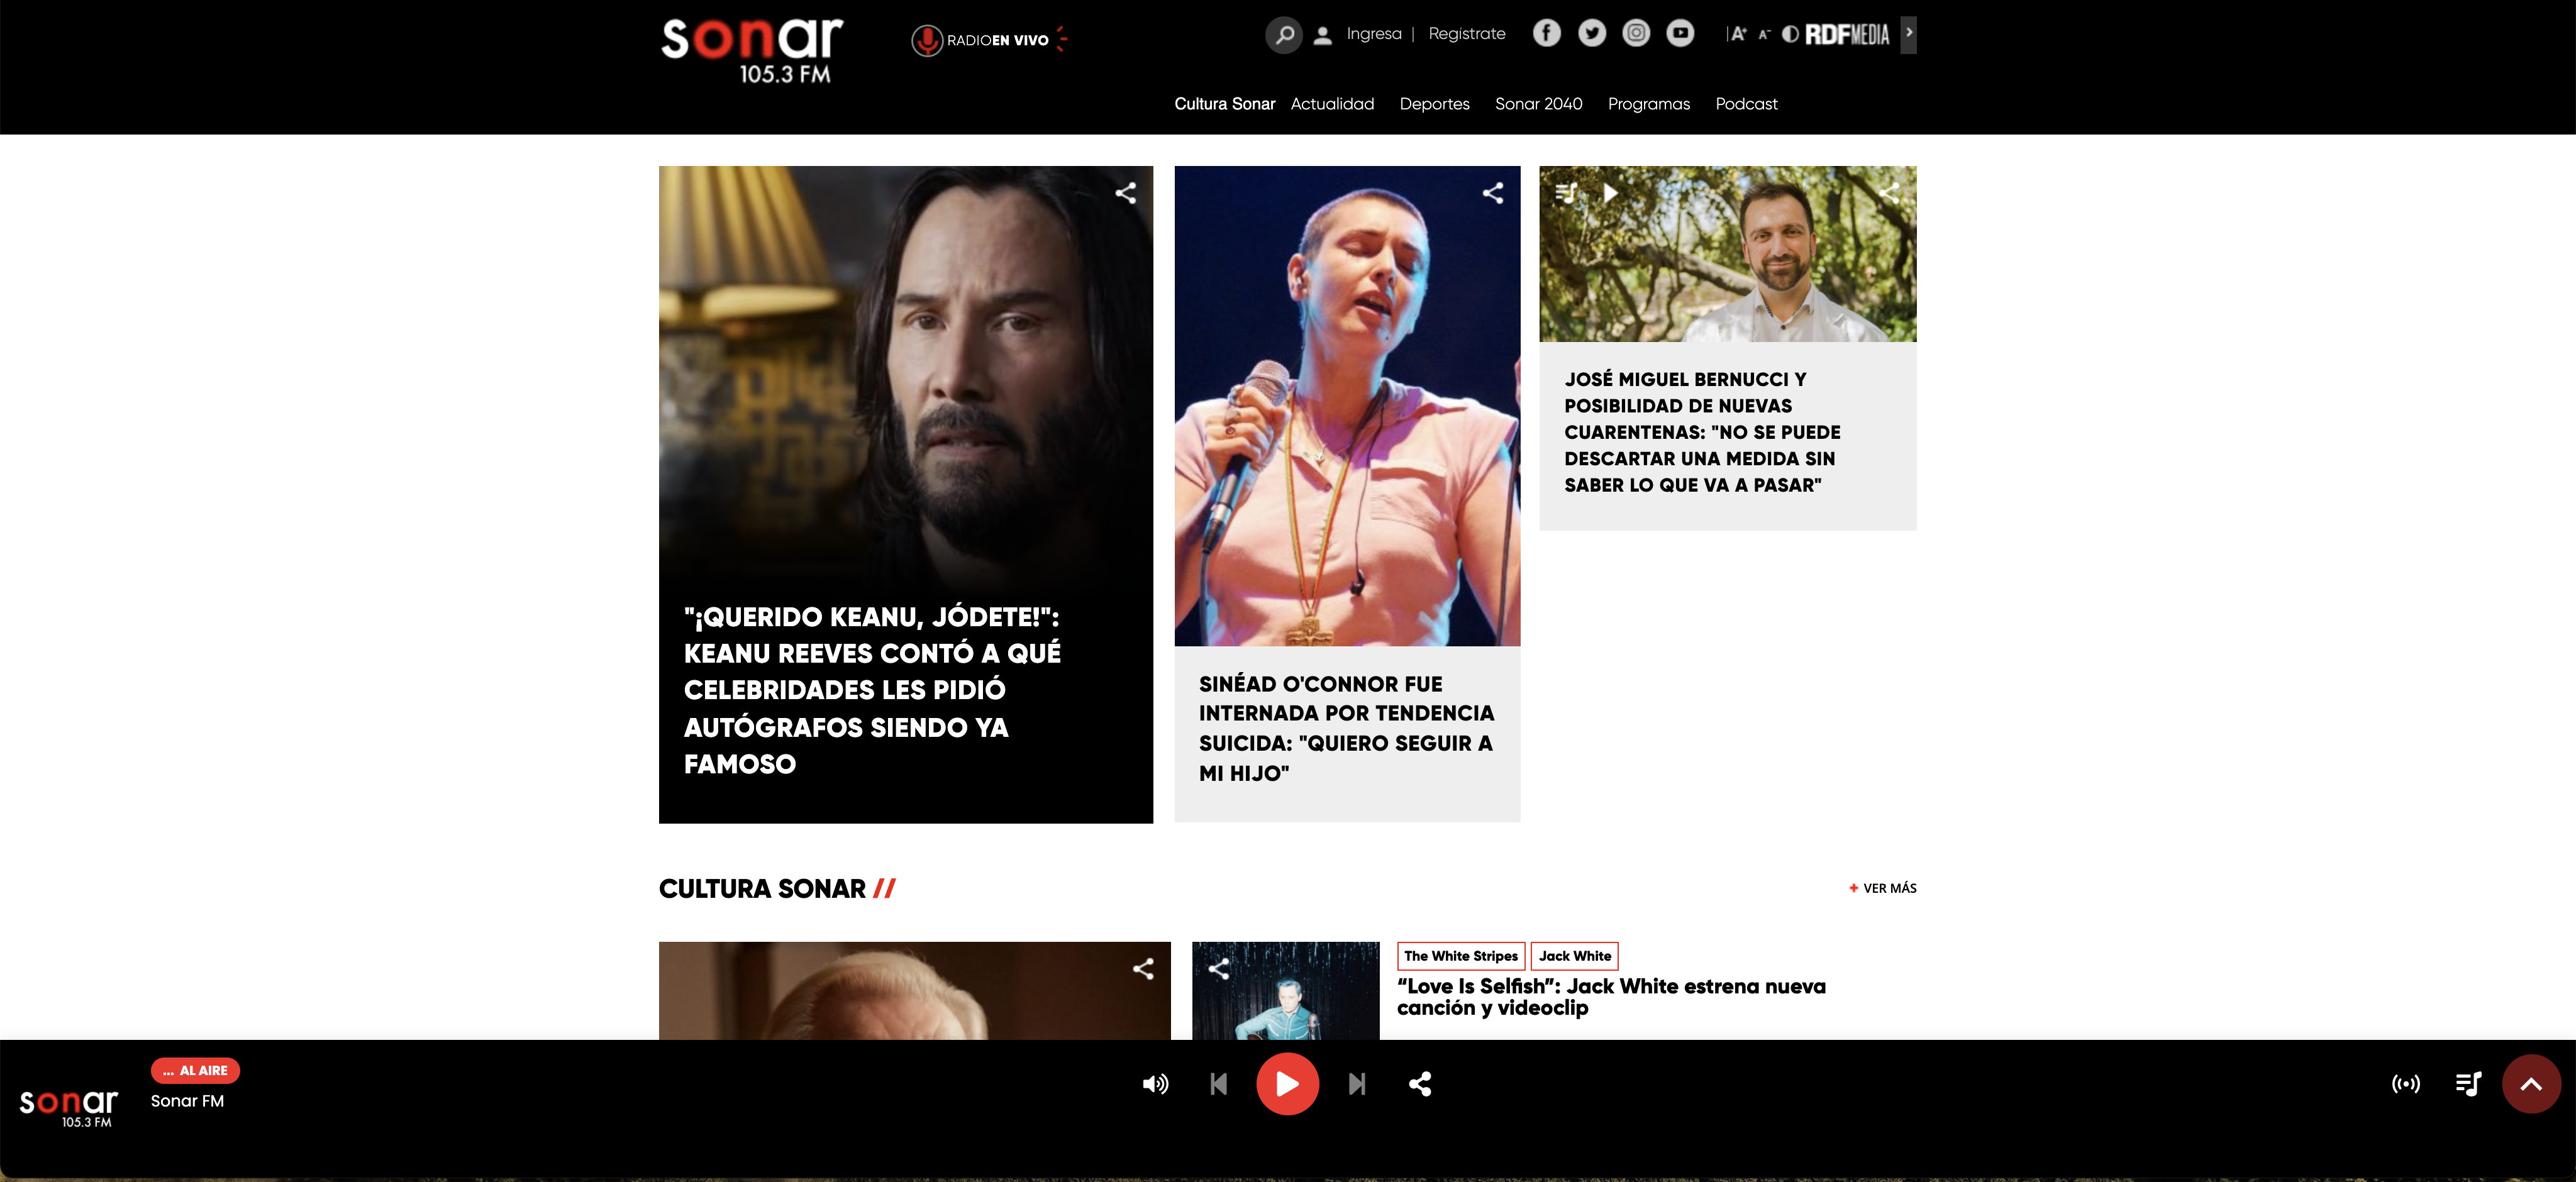 sonar
105.3 FM
RADIOEN VIVO
Ingresa | Regístrate
|A+ A- RDFMEDIA
Cultura Sonar Actualidad Deportes Sonar 2040 Programas Podcast
"¡QUERIDO KEANU, JÓDETE!":
KEANU REEVES CONTÓ A QUÉ
CELEBRIDADES LES PIDIÓ
AUTÓGRAFOS SIENDO YA
FAMOSO
SINÉAD O'CONNOR FUE
INTERNADA POR TENDENCIA
SUICIDA: "QUIERO SEGUIR A
MI HIJO"
JOSÉ MIGUEL BERNUCCI Y
POSIBILIDAD DE NUEVAS
CUARENTENAS: "NO SE PUEDE
DESCARTAR UNA MEDIDA SIN
SABER LO QUE VA A PASAR"
CULTURA SONAR //
+ VER MÁS
The White Stripes Jack White
“Love Is Selfish”: Jack White estrena nueva
canción y videoclip
sonar
105.3 FM
... AL AIRE
Sonar FM